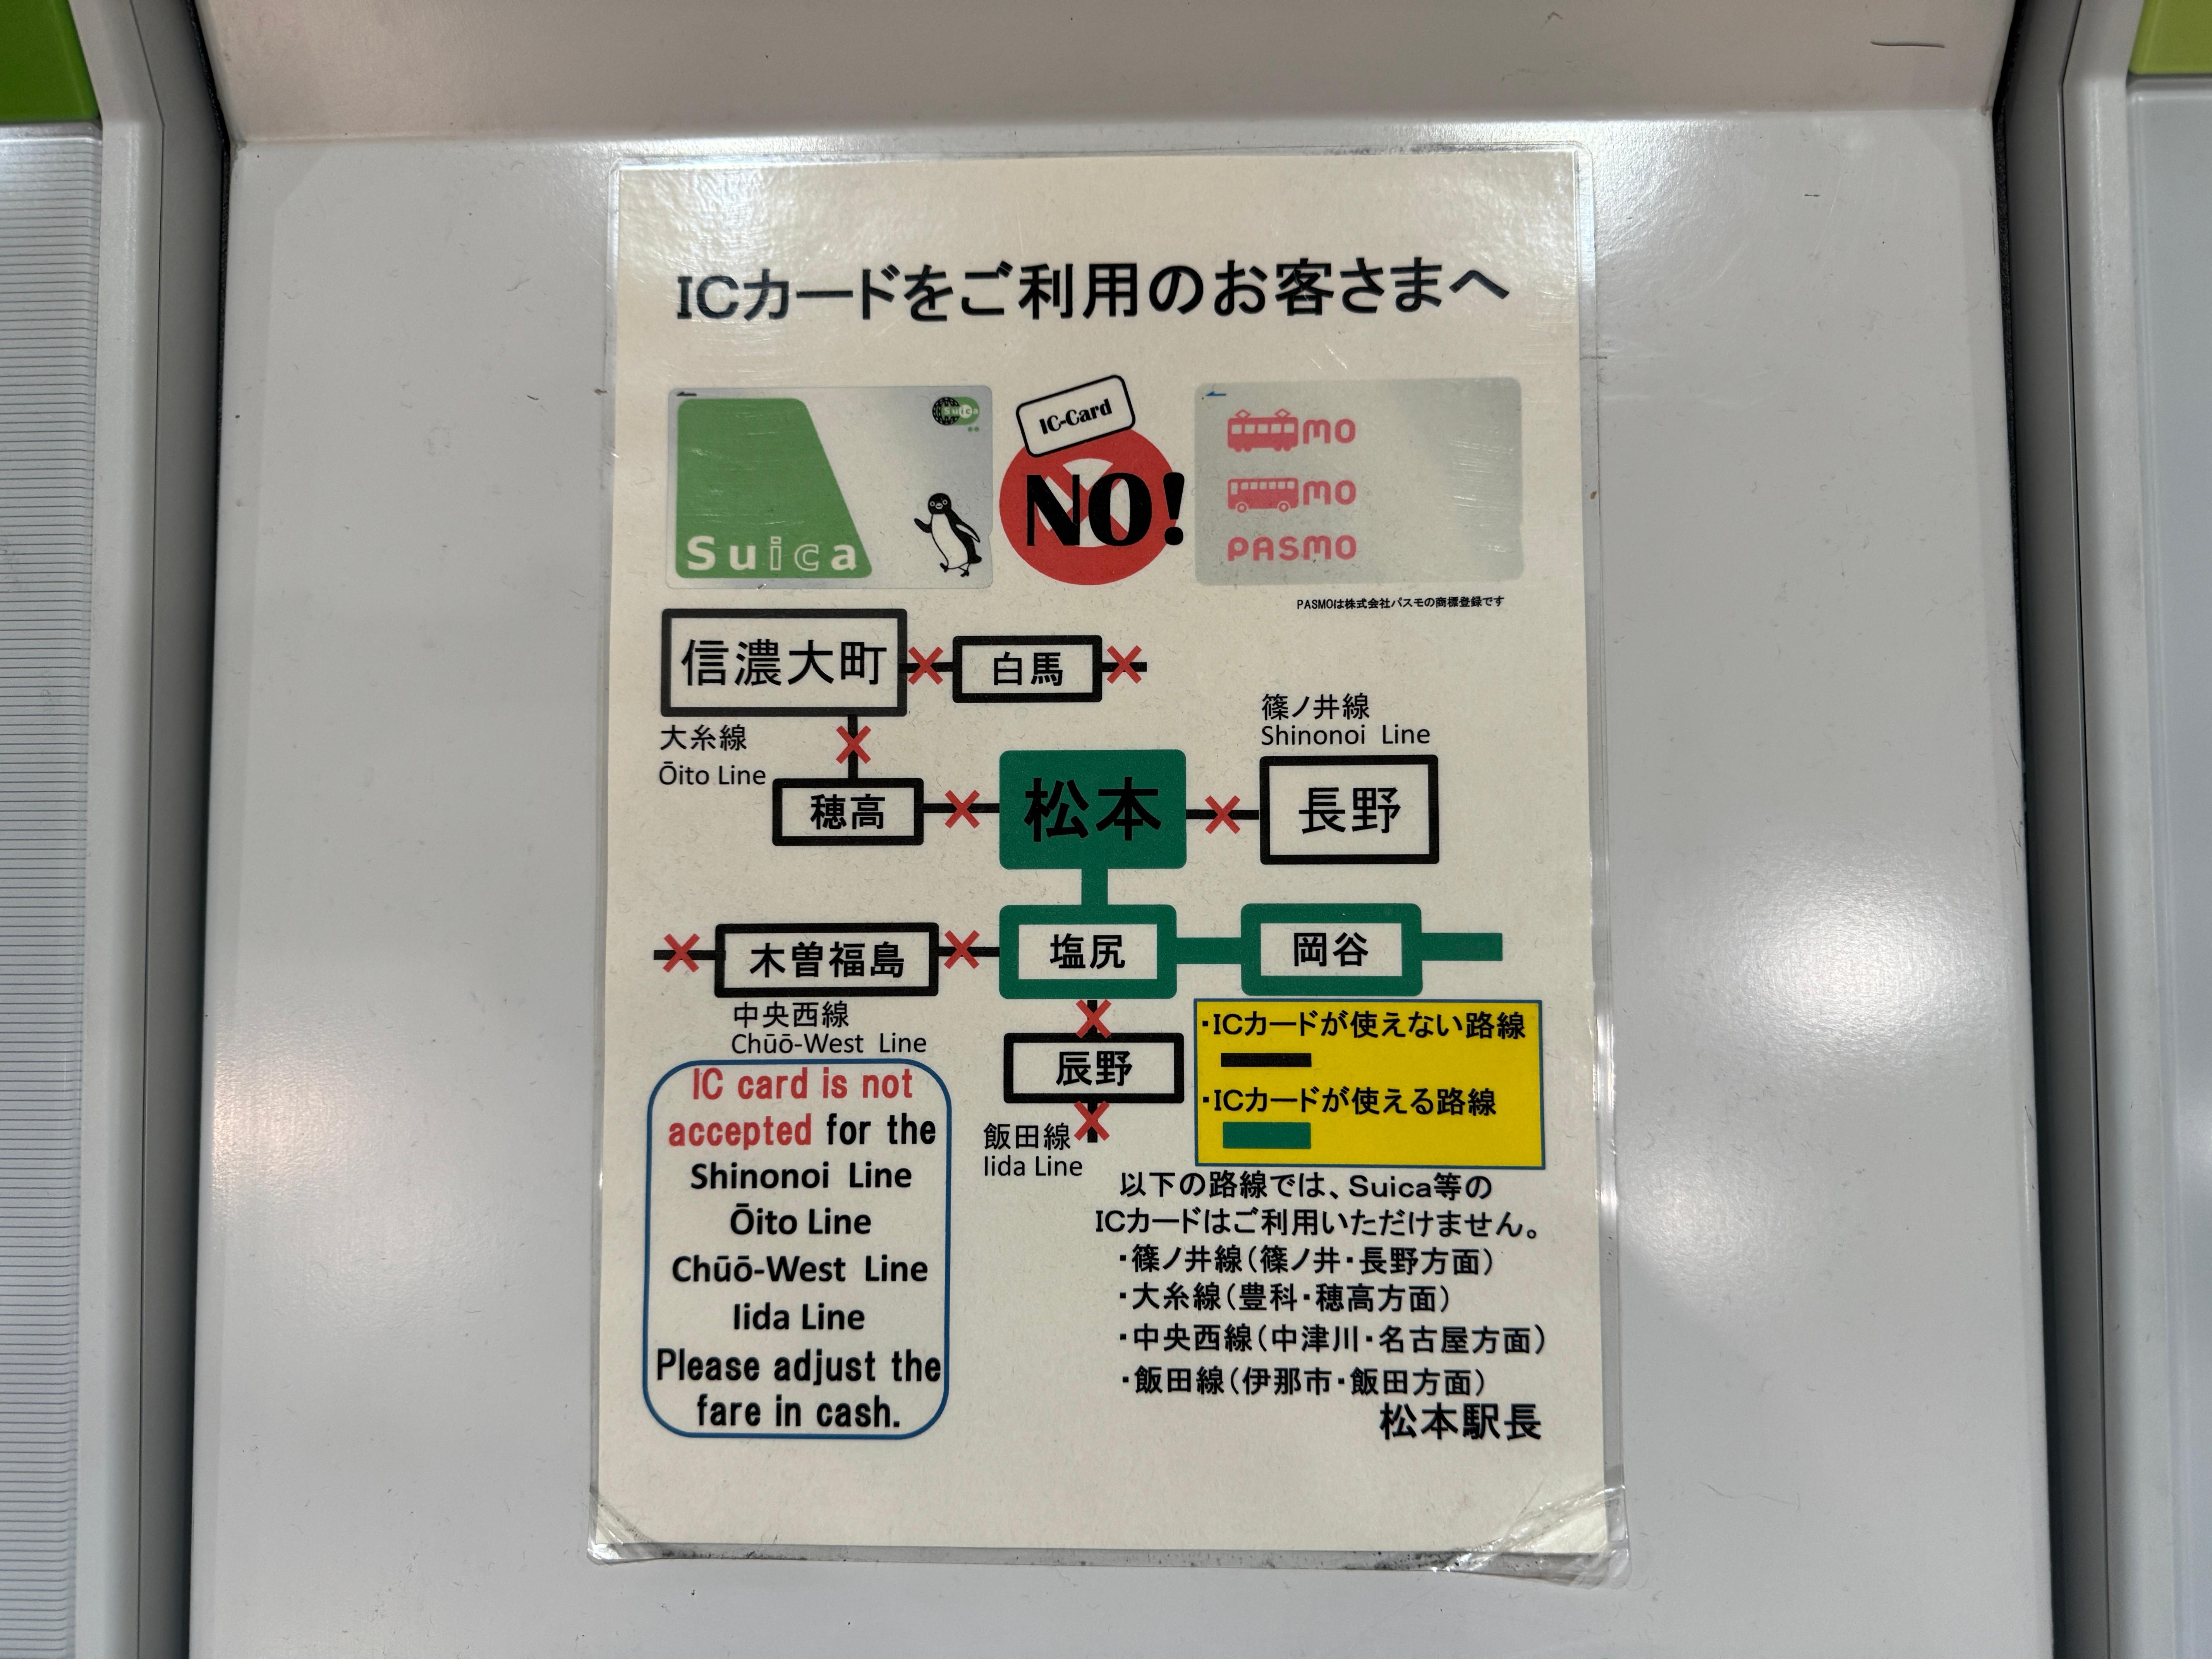 ICカードをご利用のお客さまへ
Suica
Suica
IC-Card
NO!
MO
MO
PASMO
PASMOは株式会社パスモの商標登録です
信濃大町
白馬
大糸線
Ōito Line
篠ノ井線
Shinonoi Line
穂高
松本
長野
木曽福島
塩尻
岡谷
中央西線
Chūō-West Line
辰野
飯田線
Iida Line
・ICカードが使えない路線
・ICカードが使える路線
IC card is not
accepted for the
Shinonoi Line
Ōito Line
Chūō-West Line
Iida Line
Please adjust the
fare in cash.
以下の路線では、Suica等の
ICカードはご利用いただけません。
・篠ノ井線(篠ノ井・長野方面)
・大糸線(豊科・穂高方面)
・中央西線(中津川・名古屋方面)
・飯田線(伊那市・飯田方面)
松本駅長